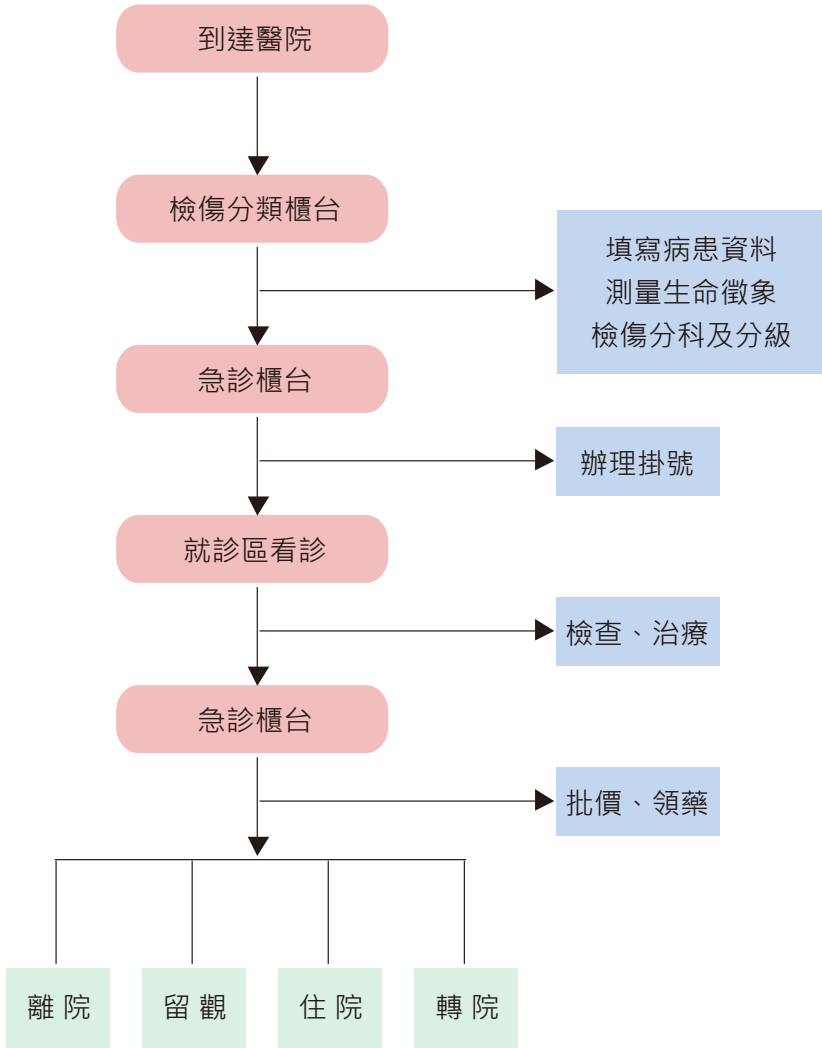 到達醫院
檢傷分類櫃台
填寫病患資料
測量生命徵象
檢傷分科及分級
急診櫃台
辦理掛號
就診區看診
檢查、治療
急診櫃台
批價、領藥
離院
留觀
住院
轉院